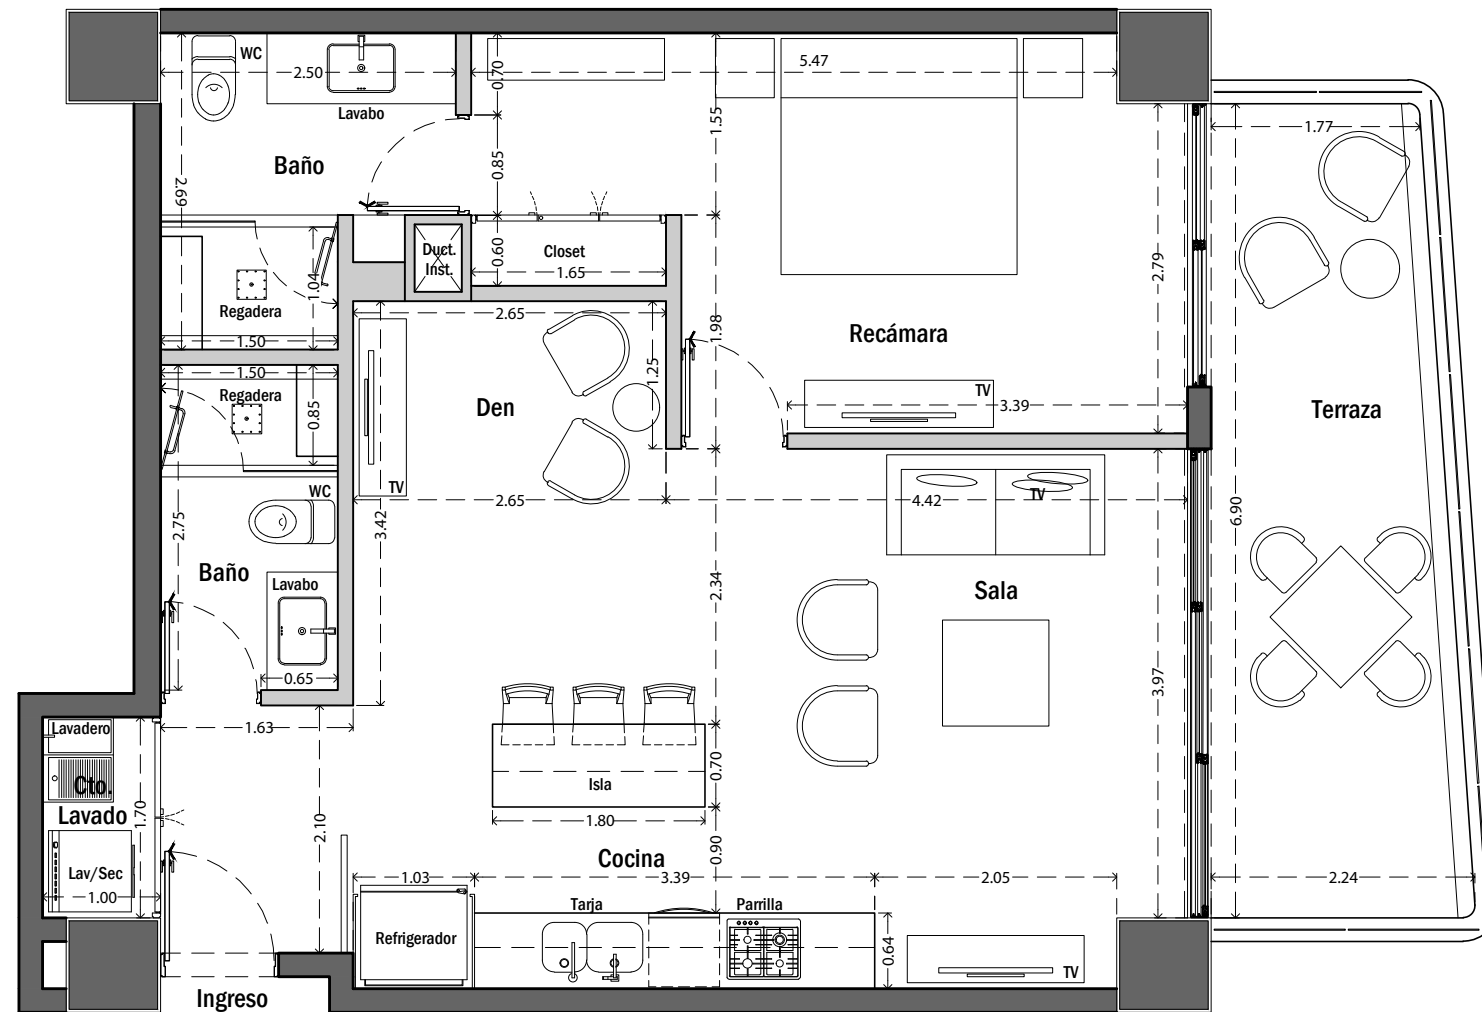 WC
2.50
Lavabo
0.70
5.47
1.55
1.77
Baño
0.85
2.69
Duct.
Inst.
0.60
Closet
1.65
2.79
1.04
Regadera
1.50
2.65
1.98
Recámara
1.50
Regadera
0.85
Den
1.25
TV
3.39
Terraza
WC
TV
2.65
TV
4.42
6.90
2.75
3.42
Baño
Lavabo
2.34
Sala
0.65
3.97
1.63
Lavadero
Cto.
Lavado
1.70
Isla
0.70
1.80
2.10
Cocina
0.90
Lav/Sec
1.00
1.03
3.39
2.05
2.24
Tarja
Parrilla
Refrigerador
0.64
TV
Ingreso